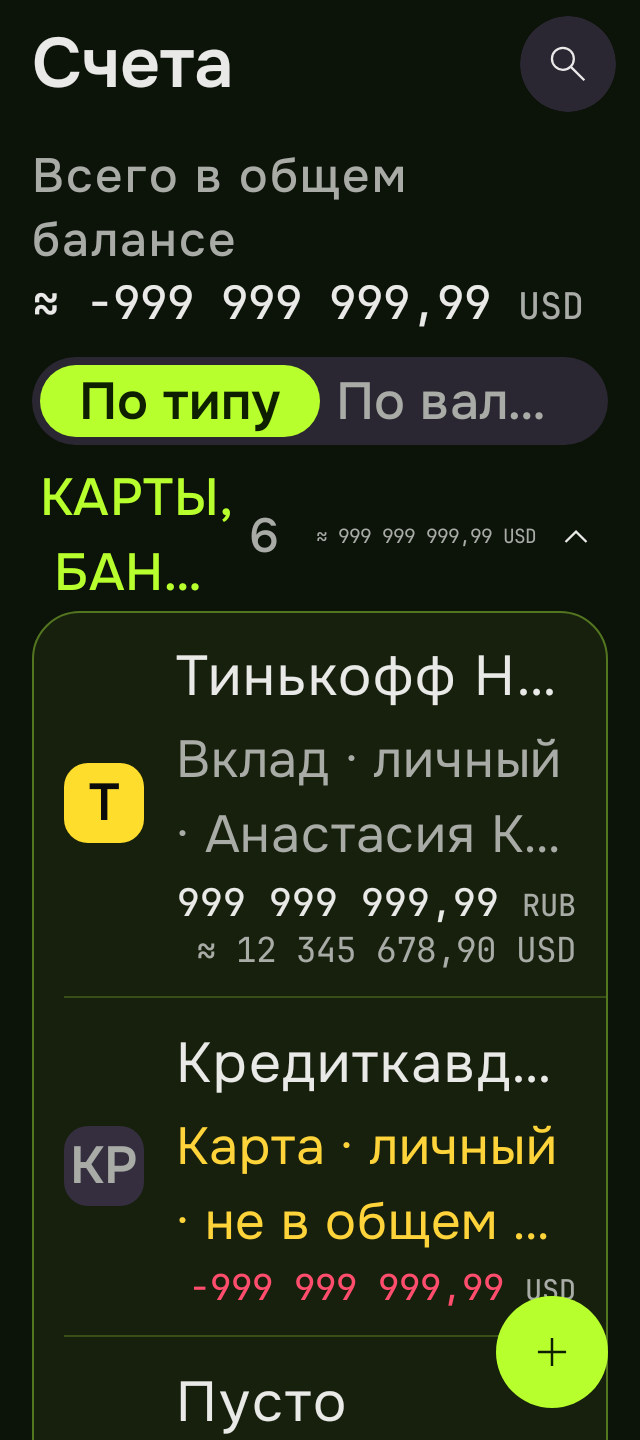 Счета
Всего в общем
балансе
≈ -999 999 999,99 USD
По типу По вал...
КАРТЫ,
БАН...
6 ≈ 999 999 999,99 USD
Тинькофф Н...
Т
Вклад · личный
· Анастасия К...
999 999 999,99 RUB
≈ 12 345 678,90 USD
Кредиткавд...
КР
Карта · личный
· не в общем ...
-999 999 999,99 USD
Пусто